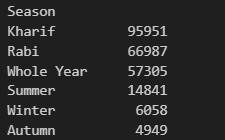 Season
Kharif 95951
Rabi 66987
Whole Year 57305
Summer 14841
Winter 6058
Autumn 4949